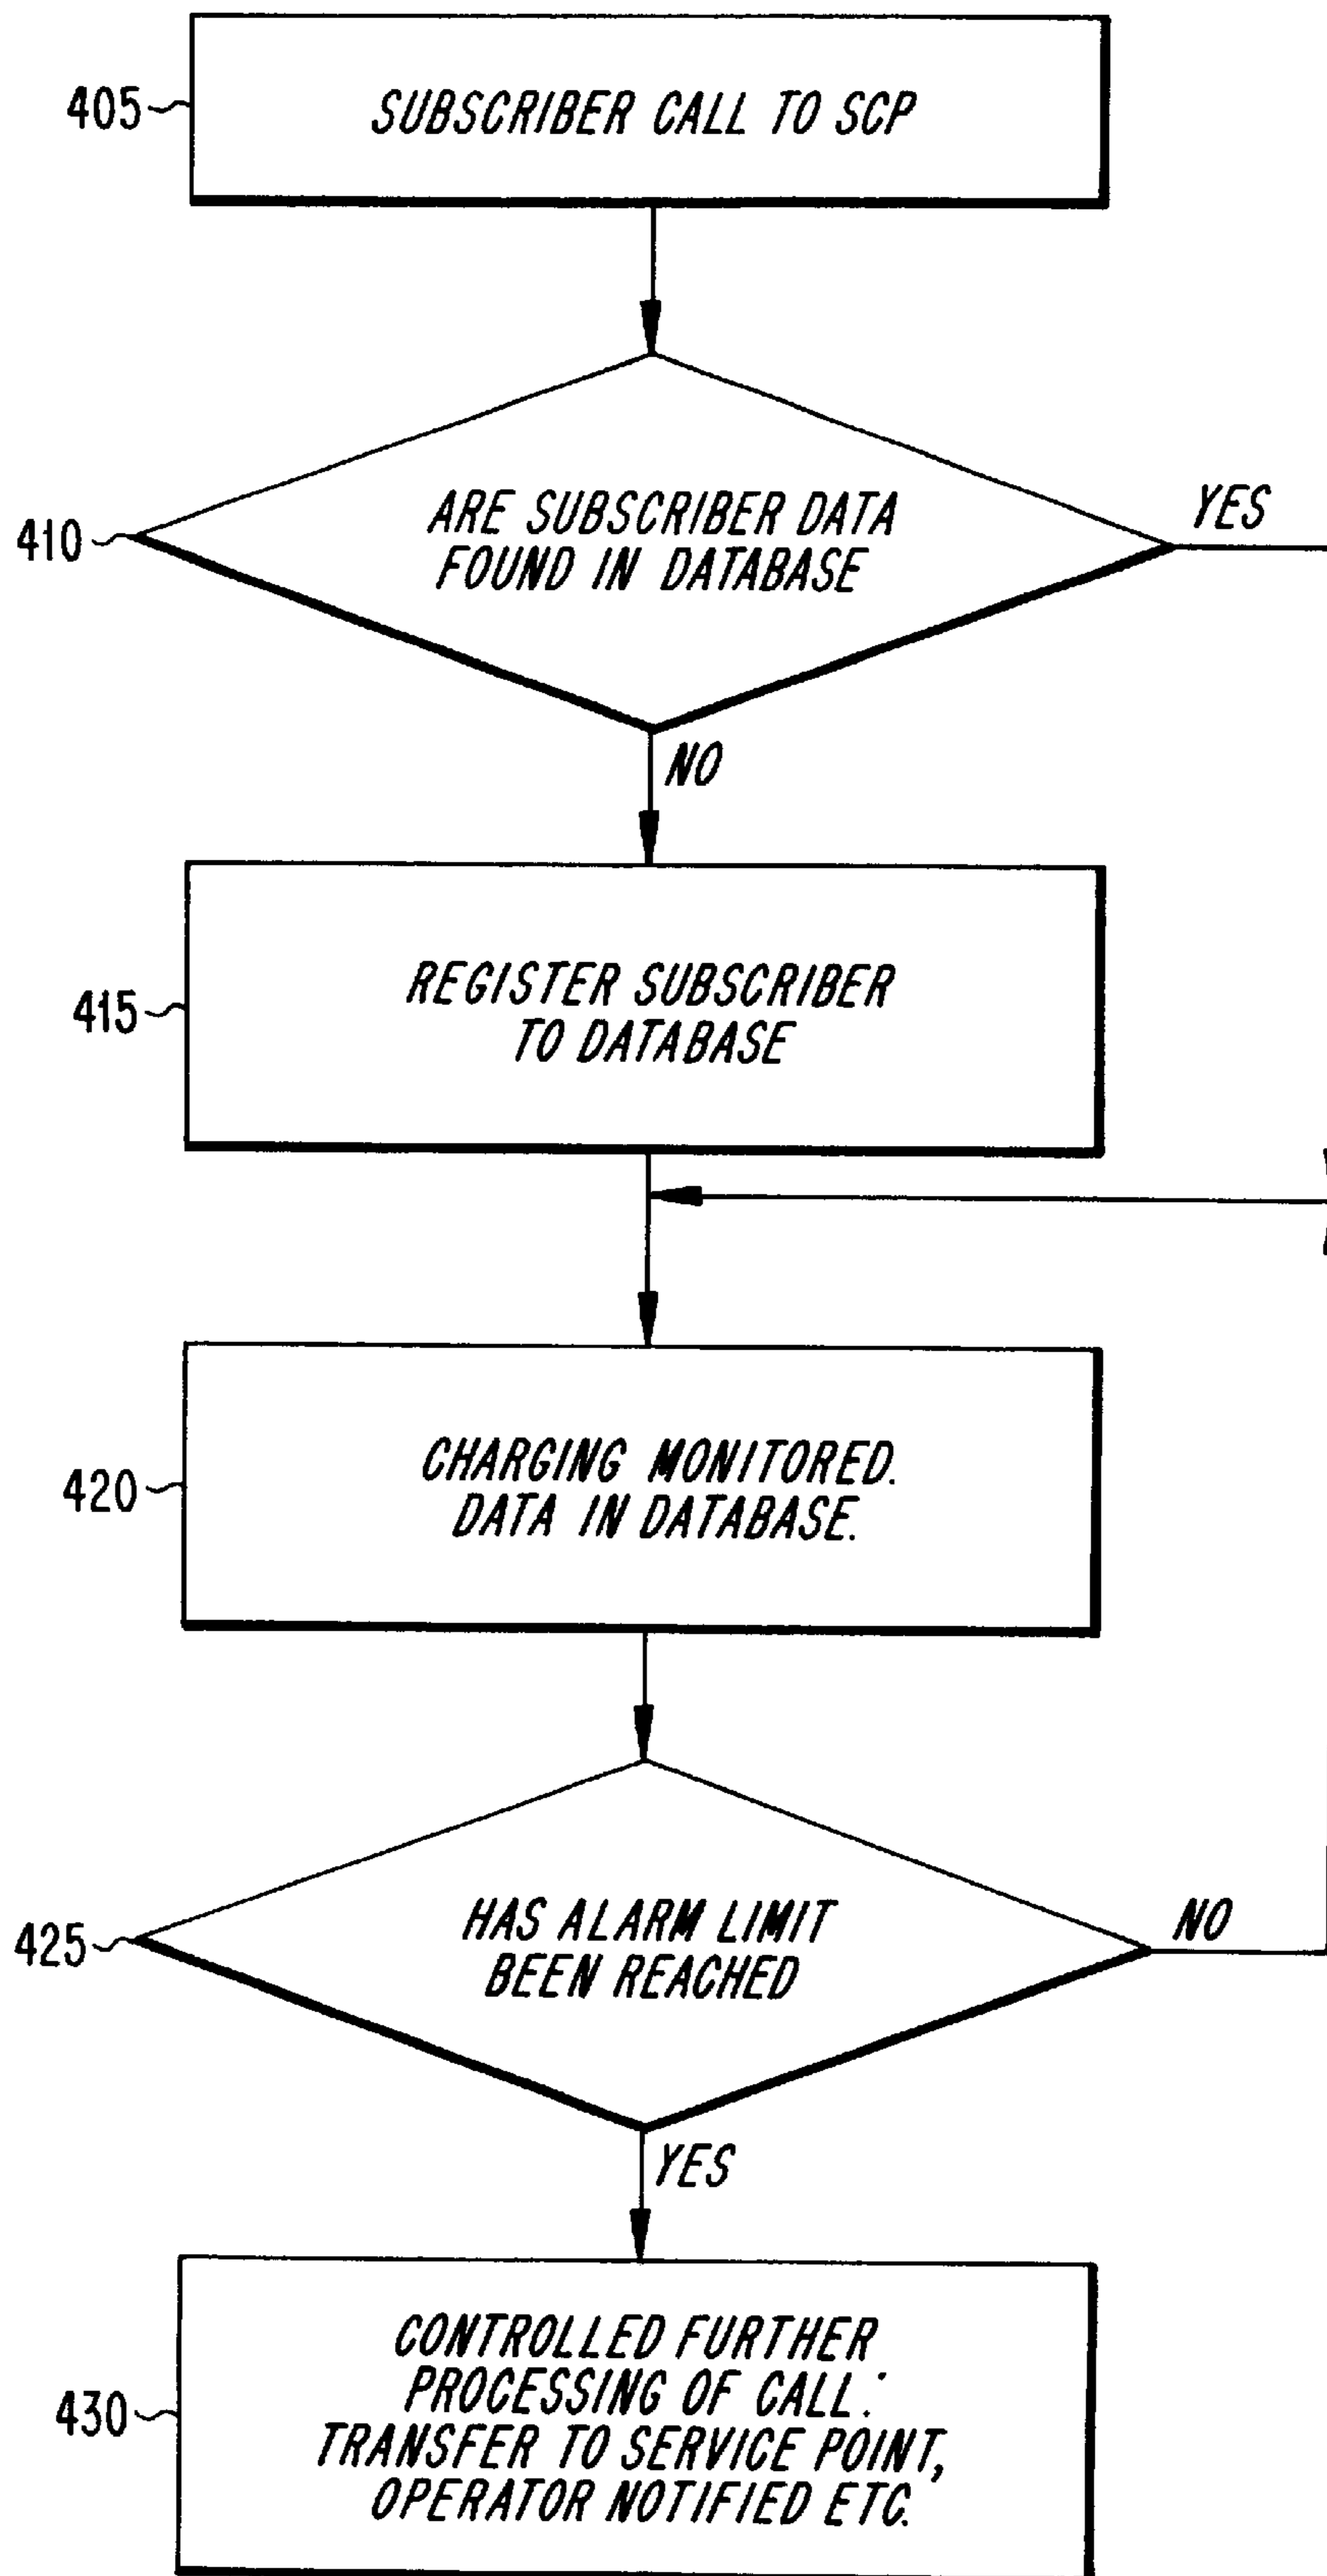 405
SUBSCRIBER CALL TO SCP
410
ARE SUBSCRIBER DATA
FOUND IN DATABASE
YES
NO
415
REGISTER SUBSCRIBER
TO DATABASE
420
CHARGING MONITORED.
DATA IN DATABASE.
425
HAS ALARM LIMIT
BEEN REACHED
NO
YES
430
CONTROLLED FURTHER
PROCESSING OF CALL:
TRANSFER TO SERVICE POINT,
OPERATOR NOTIFIED ETC.